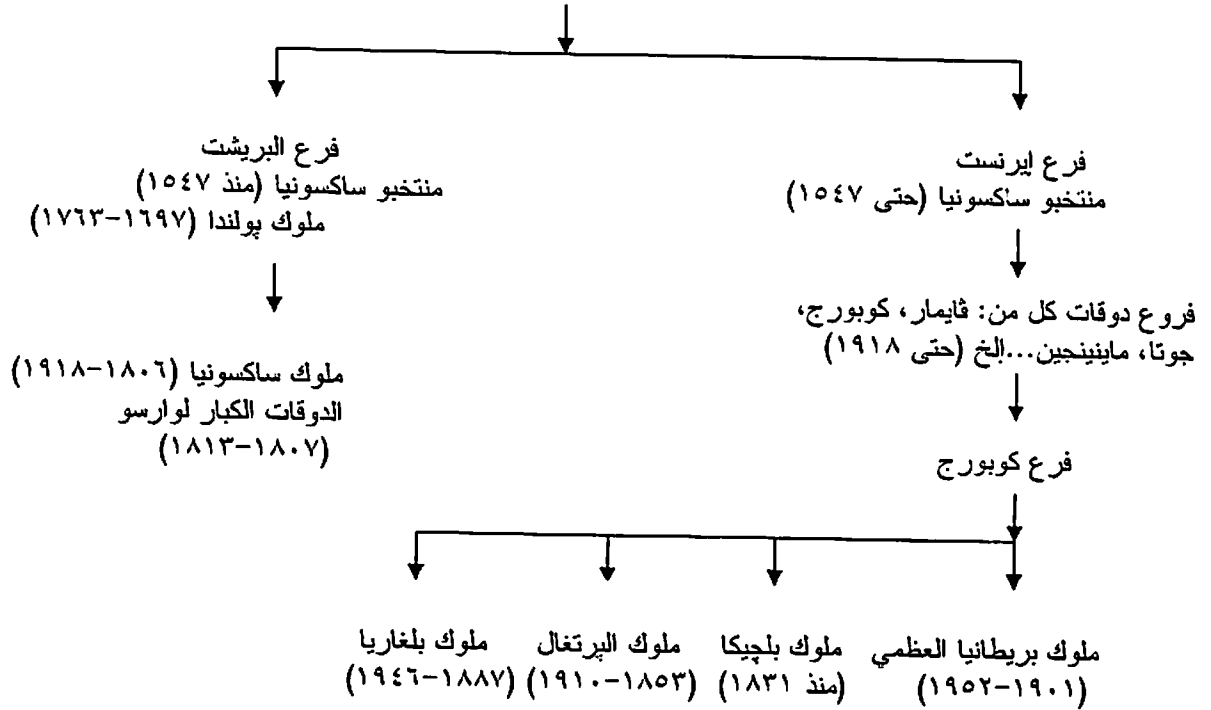 فرع إيرنست
منتخبو ساكسونيا (حتى ١٥٤٧)
فرع البريشت
منتخبو ساكسونيا (منذ ١٥٤٧)
ملوك پولندا (١٦٩٧-١٧٦٣)
فروع دوقات كل من: ڤايمار، كوبورج،
جوتا، ماينينجين...إلخ (حتى ١٩١٨)
ملوك ساكسونيا (١٨٠٦-١٩١٨)
الدوقات الكبار لوارسو
(١٨٠٧-١٨١٣)
فرع كوبورج
ملوك بريطانيا العظمي
(١٩٠١-١٩٥٢)
ملوك بلچيكا
(منذ ١٨٣١)
ملوك البرتغال
(١٨٥٣-١٩١٠)
ملوك بلغاريا
(١٨٨٧-١٩٤٦)